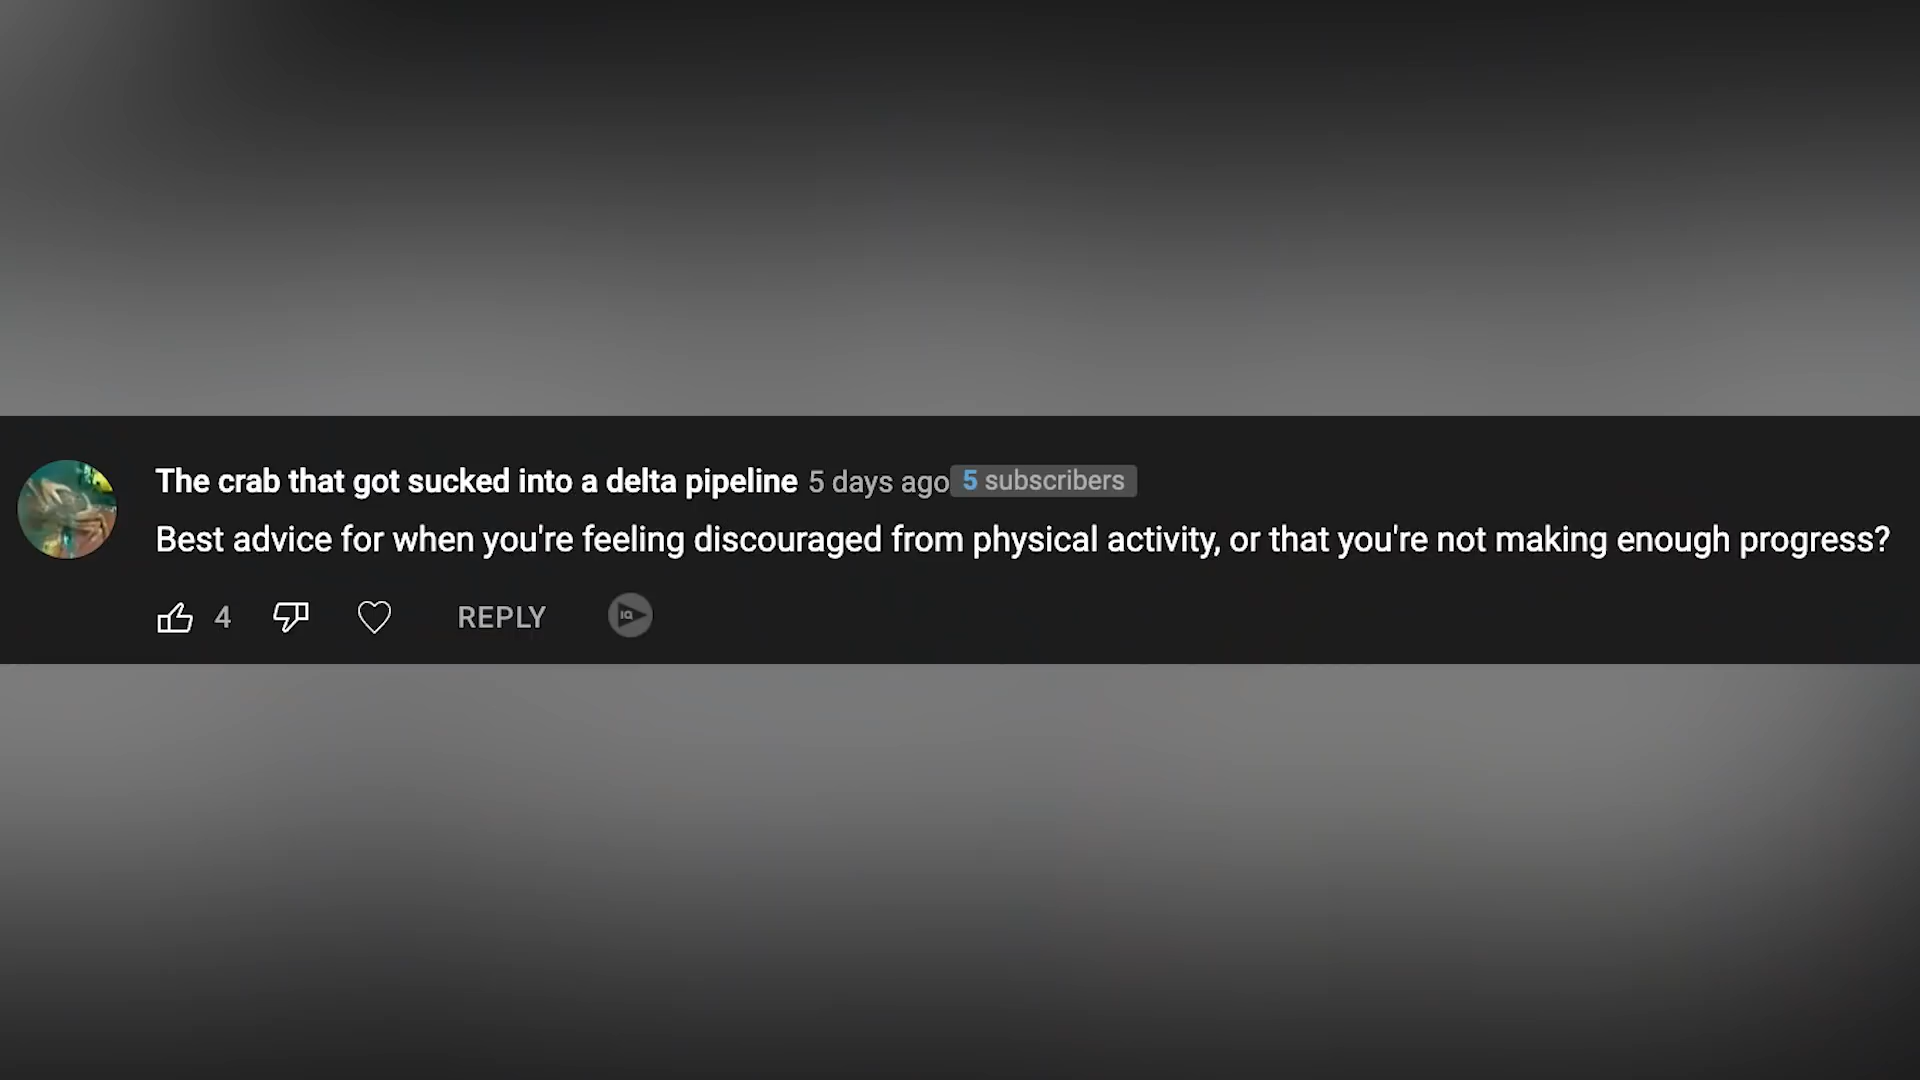 The crab that got sucked into a delta pipeline 5 days ago 5 subscribers
Best advice for when you're feeling discouraged from physical activity, or that you're not making enough progress?
4 REPLY IQ